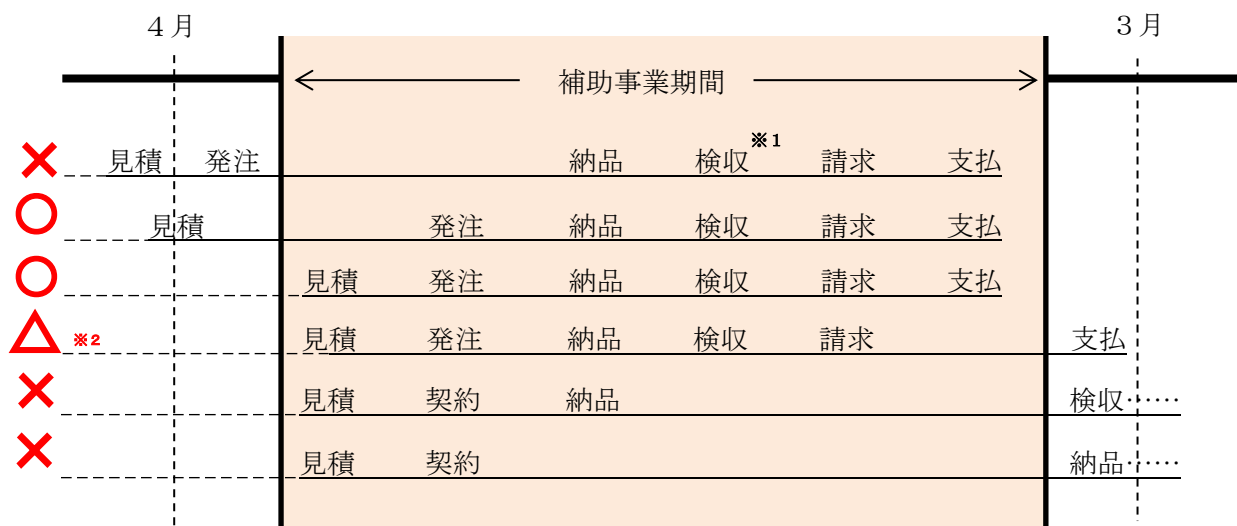 ４月 ３月
補助事業期間
※1
× 見積 発注 納品 検収 請求 支払
○ 見積 発注 納品 検収 請求 支払
○ 見積 発注 納品 検収 請求 支払
△ ※2 見積 発注 納品 検収 請求 支払
× 見積 契約 納品 検収……
× 見積 契約 納品……